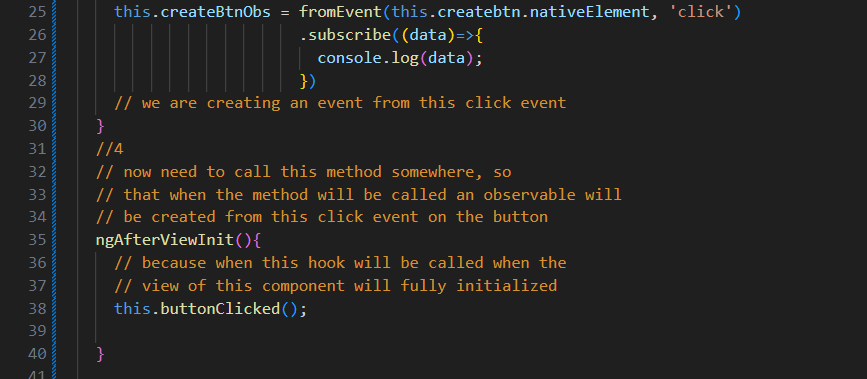 25 this.createBtnObs = fromEvent(this.createbtn.nativeElement, 'click')
26 .subscribe((data)=>{
27 console.log(data);
28 })
29 // we are creating an event from this click event
30 }
31 //4
32 // now need to call this method somewhere, so
33 // that when the method will be called an observable will
34 // be created from this click event on the button
35 ngAfterViewInit(){
36 // because when this hook will be called when the
37 // view of this component will fully initialized
38 this.buttonClicked();
39
40 }
41